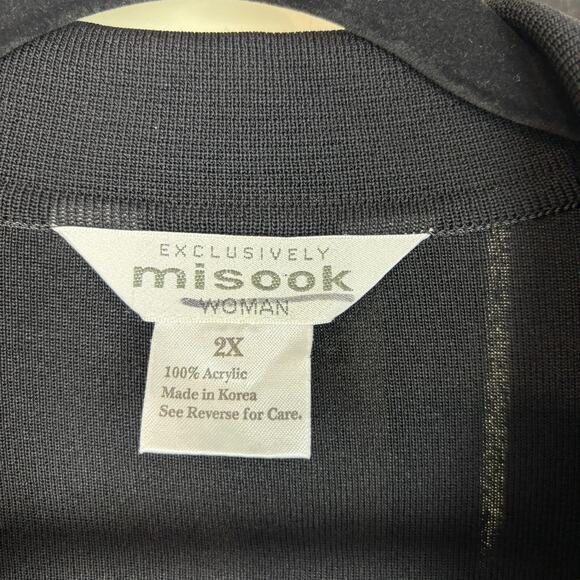 EXCLUSIVELY
misook
WOMAN
2X
100% Acrylic
Made in Korea
See Reverse for Care.